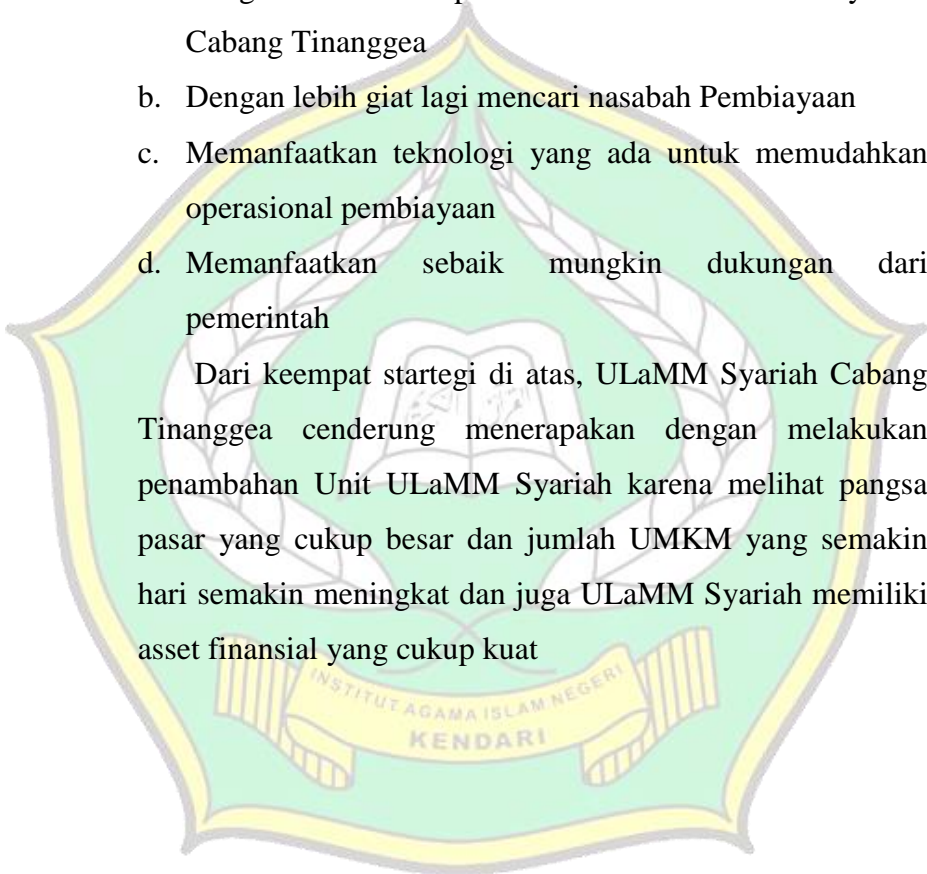 Cabang Tinanggea
b. Dengan lebih giat lagi mencari nasabah Pembiayaan
c. Memanfaatkan teknologi yang ada untuk memudahkan
operasional pembiayaan
d. Memanfaatkan sebaik mungkin dukungan dari
pemerintah
Dari keempat startegi di atas, ULaMM Syariah Cabang
Tinanggea cenderung menerapakan dengan melakukan
penambahan Unit ULaMM Syariah karena melihat pangsa
pasar yang cukup besar dan jumlah UMKM yang semakin
hari semakin meningkat dan juga ULaMM Syariah memiliki
asset finansial yang cukup kuat
INSTITUT AGAMA ISLAM NEGERI
KENDARI